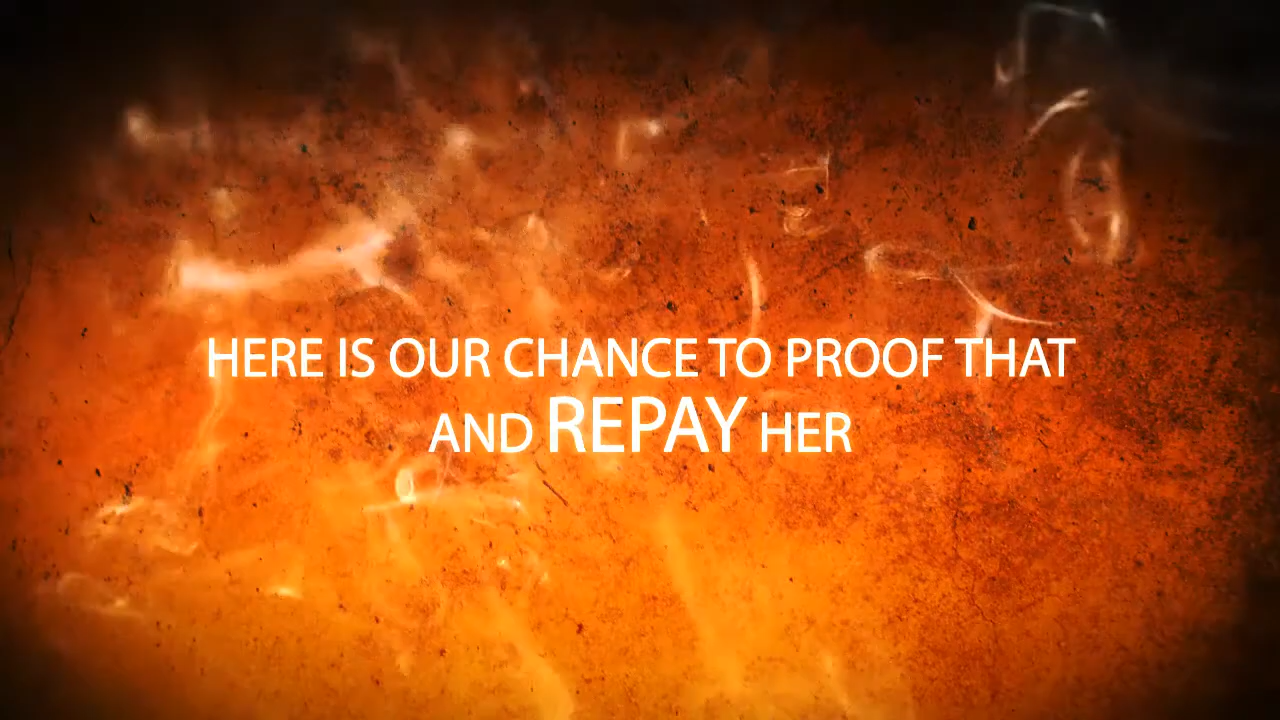 HERE IS OUR CHANCE TO PROOF THAT
AND REPAY HER